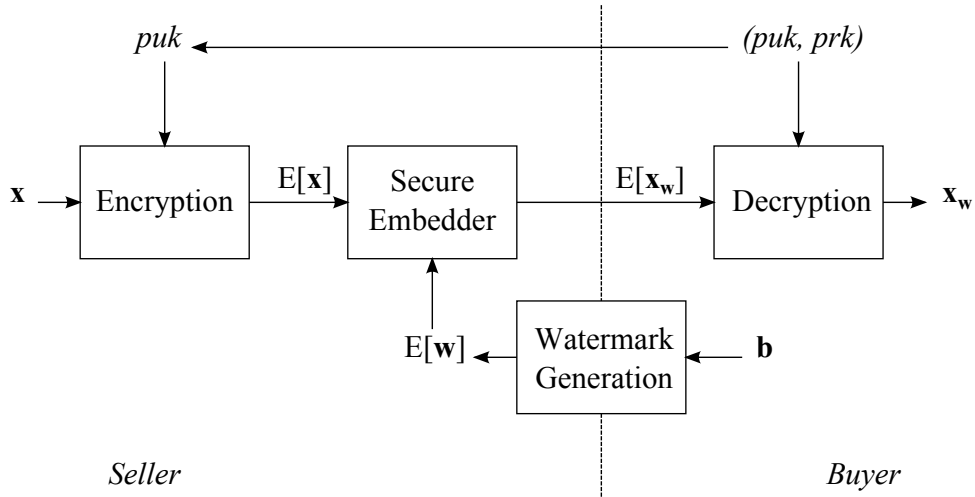 puk
(puk, prk)
x
Encryption
E[x]
Secure
Embedder
E[xw]
Decryption
xw
E[w]
Watermark
Generation
b
Seller
Buyer